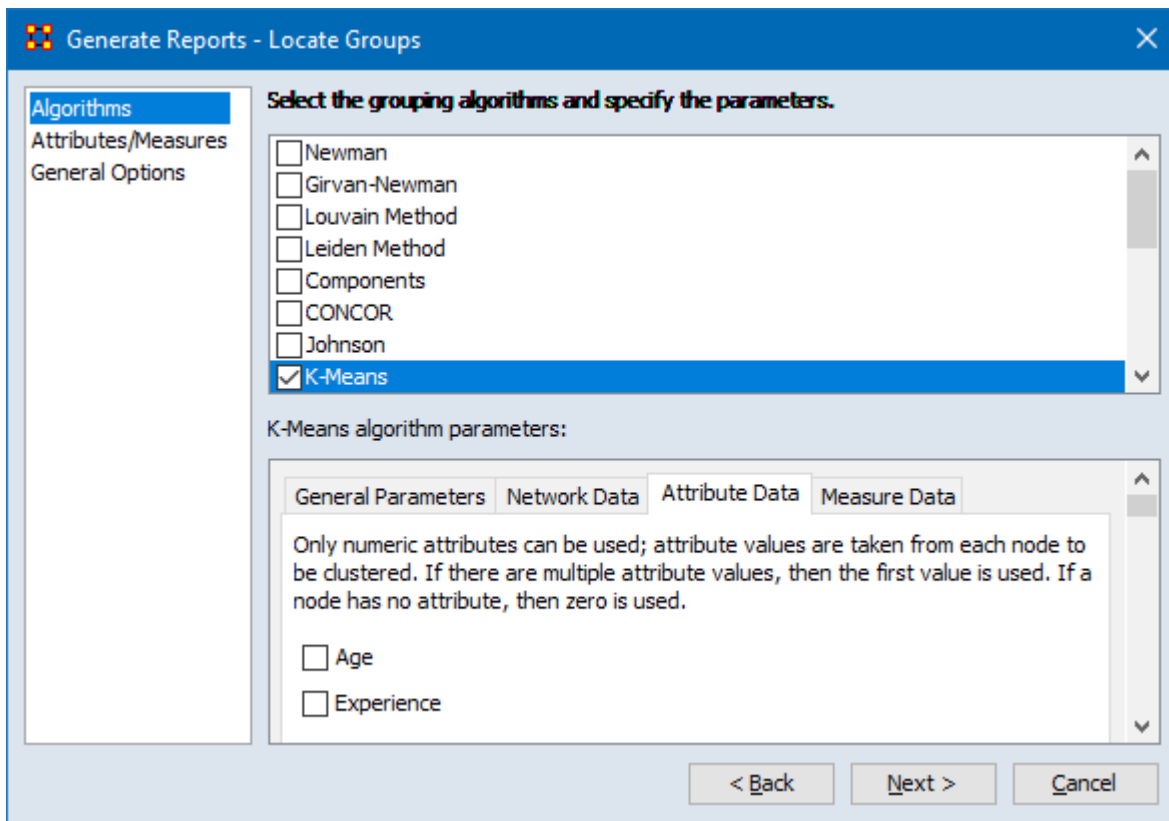 Generate Reports - Locate Groups
Algorithms
Attributes/Measures
General Options
Select the grouping algorithms and specify the parameters.
Newman
Girvan-Newman
Louvain Method
Leiden Method
Components
CONCOR
Johnson
K-Means
K-Means algorithm parameters:
General Parameters Network Data Attribute Data Measure Data
Only numeric attributes can be used; attribute values are taken from each node to
be clustered. If there are multiple attribute values, then the first value is used. If a
node has no attribute, then zero is used.
Age
Experience
< Back Next > Cancel